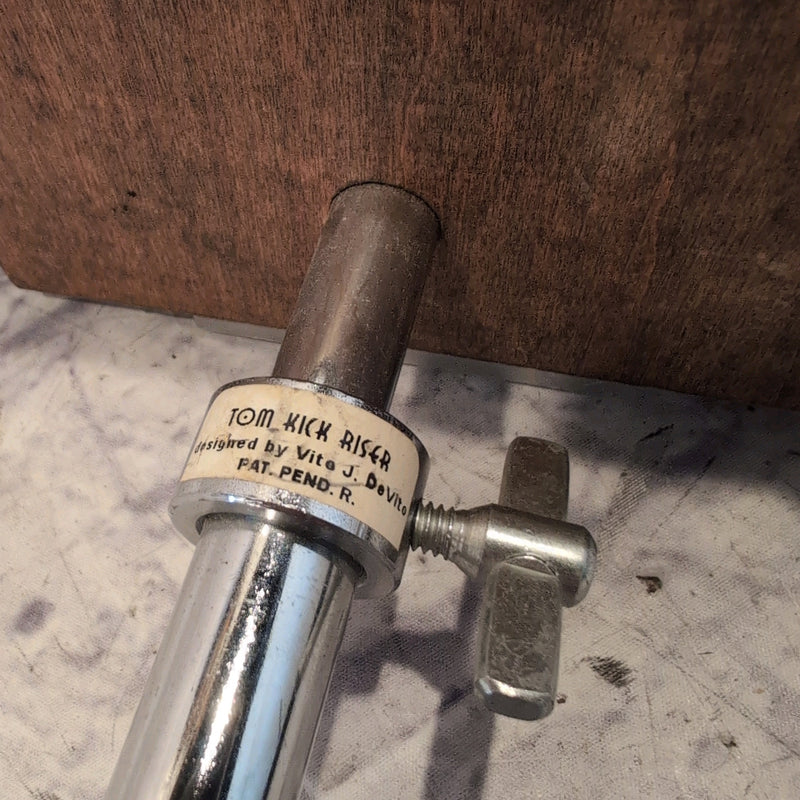 TOM KICK RISER
designed by Vito J. DeVito
PAT. PEND. R.